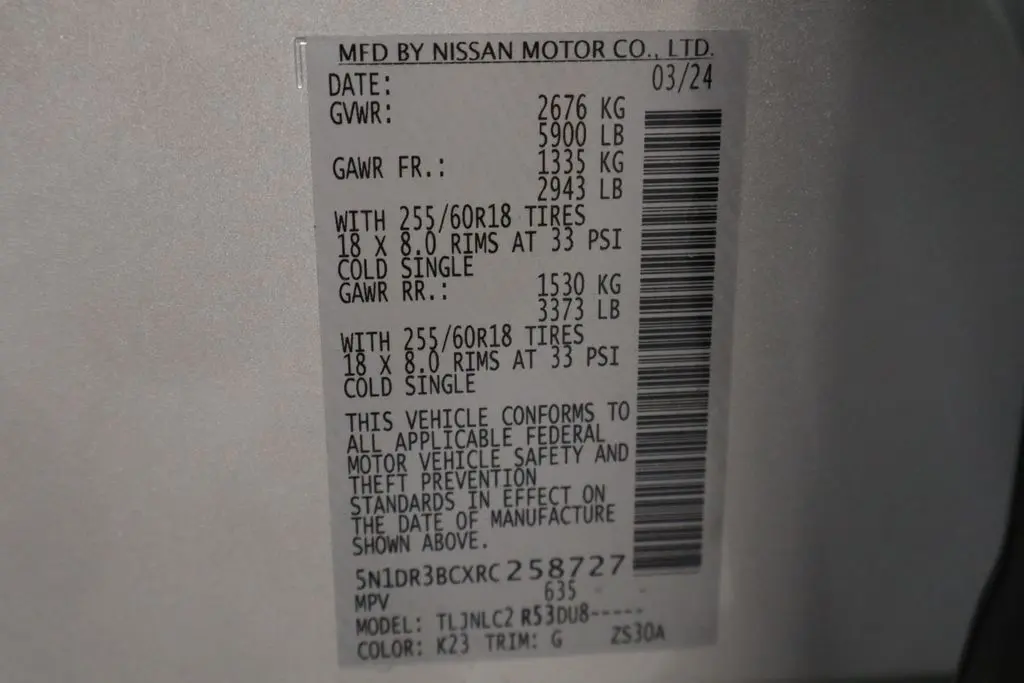 MFD BY NISSAN MOTOR CO., LTD.
DATE: 03/24
GVWR: 2676 KG
5900 LB
GAWR FR.: 1335 KG
2943 LB
WITH 255/60R18 TIRES
18 X 8.0 RIMS AT 33 PSI
COLD SINGLE
GAWR RR.: 1530 KG
3373 LB
WITH 255/60R18 TIRES
18 X 8.0 RIMS AT 33 PSI
COLD SINGLE
THIS VEHICLE CONFORMS TO
ALL APPLICABLE FEDERAL
MOTOR VEHICLE SAFETY AND
THEFT PREVENTION
STANDARDS IN EFFECT ON
THE DATE OF MANUFACTURE
SHOWN ABOVE.
5N1DR3BCXRC258727
MPV 635 - -
MODEL: TLJNLC2 R53DU8-----
COLOR: K23 TRIM: G ZS30A